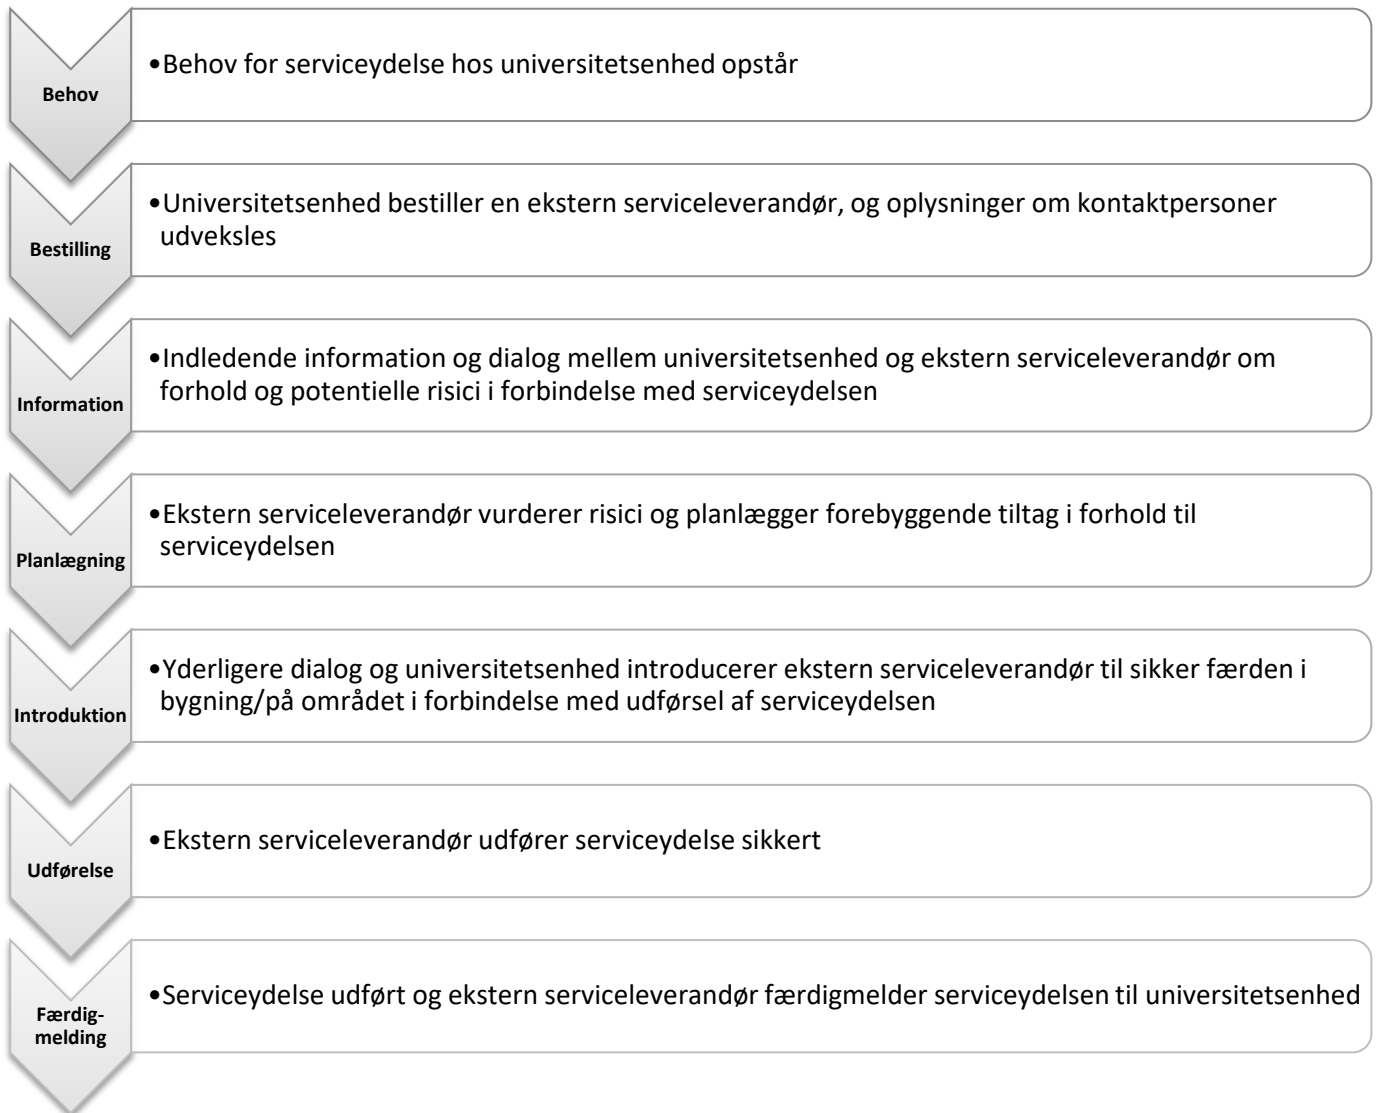 Behov
•Behov for serviceydelse hos universitetsenhed opstår
Bestilling
•Universitetsenhed bestiller en ekstern serviceleverandør, og oplysninger om kontaktpersoner
udveksles
Information
•Indledende information og dialog mellem universitetsenhed og ekstern serviceleverandør om
forhold og potentielle risici i forbindelse med serviceydelsen
Planlægning
•Ekstern serviceleverandør vurderer risici og planlægger forebyggende tiltag i forhold til
serviceydelsen
Introduktion
•Yderligere dialog og universitetsenhed introducerer ekstern serviceleverandør til sikker færden i
bygning/på området i forbindelse med udførsel af serviceydelsen
Udførelse
•Ekstern serviceleverandør udfører serviceydelse sikkert
Færdig-
melding
•Serviceydelse udført og ekstern serviceleverandør færdigmelder serviceydelsen til universitetsenhed